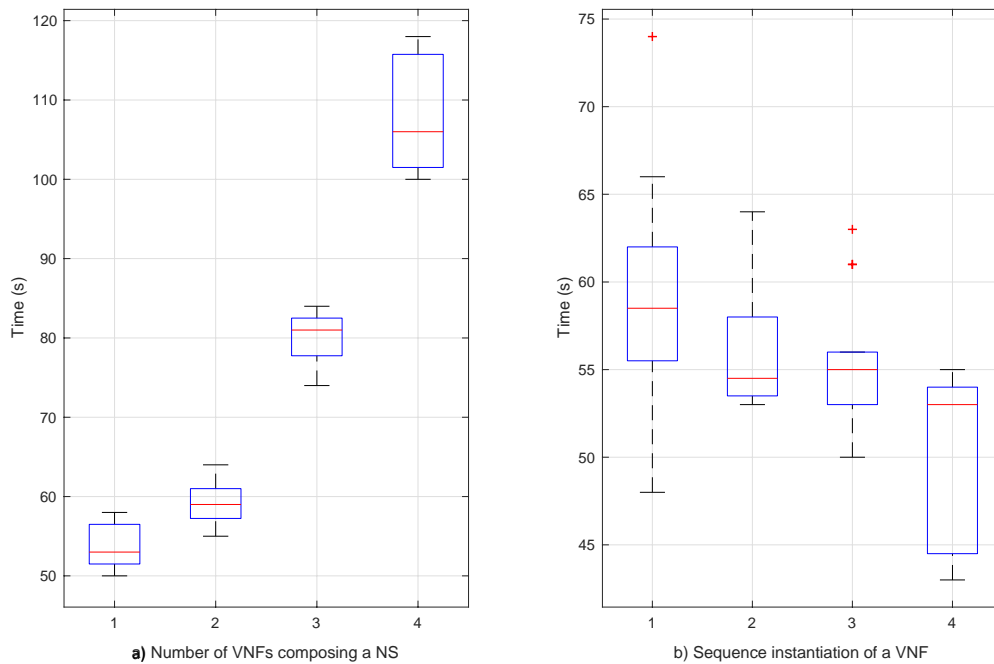 120
110
100
90
80
70
60
50
Time (s)
1 2 3 4
a) Number of VNFs composing a NS
75
70
65
60
55
50
45
Time (s)
1 2 3 4
b) Sequence instantiation of a VNF